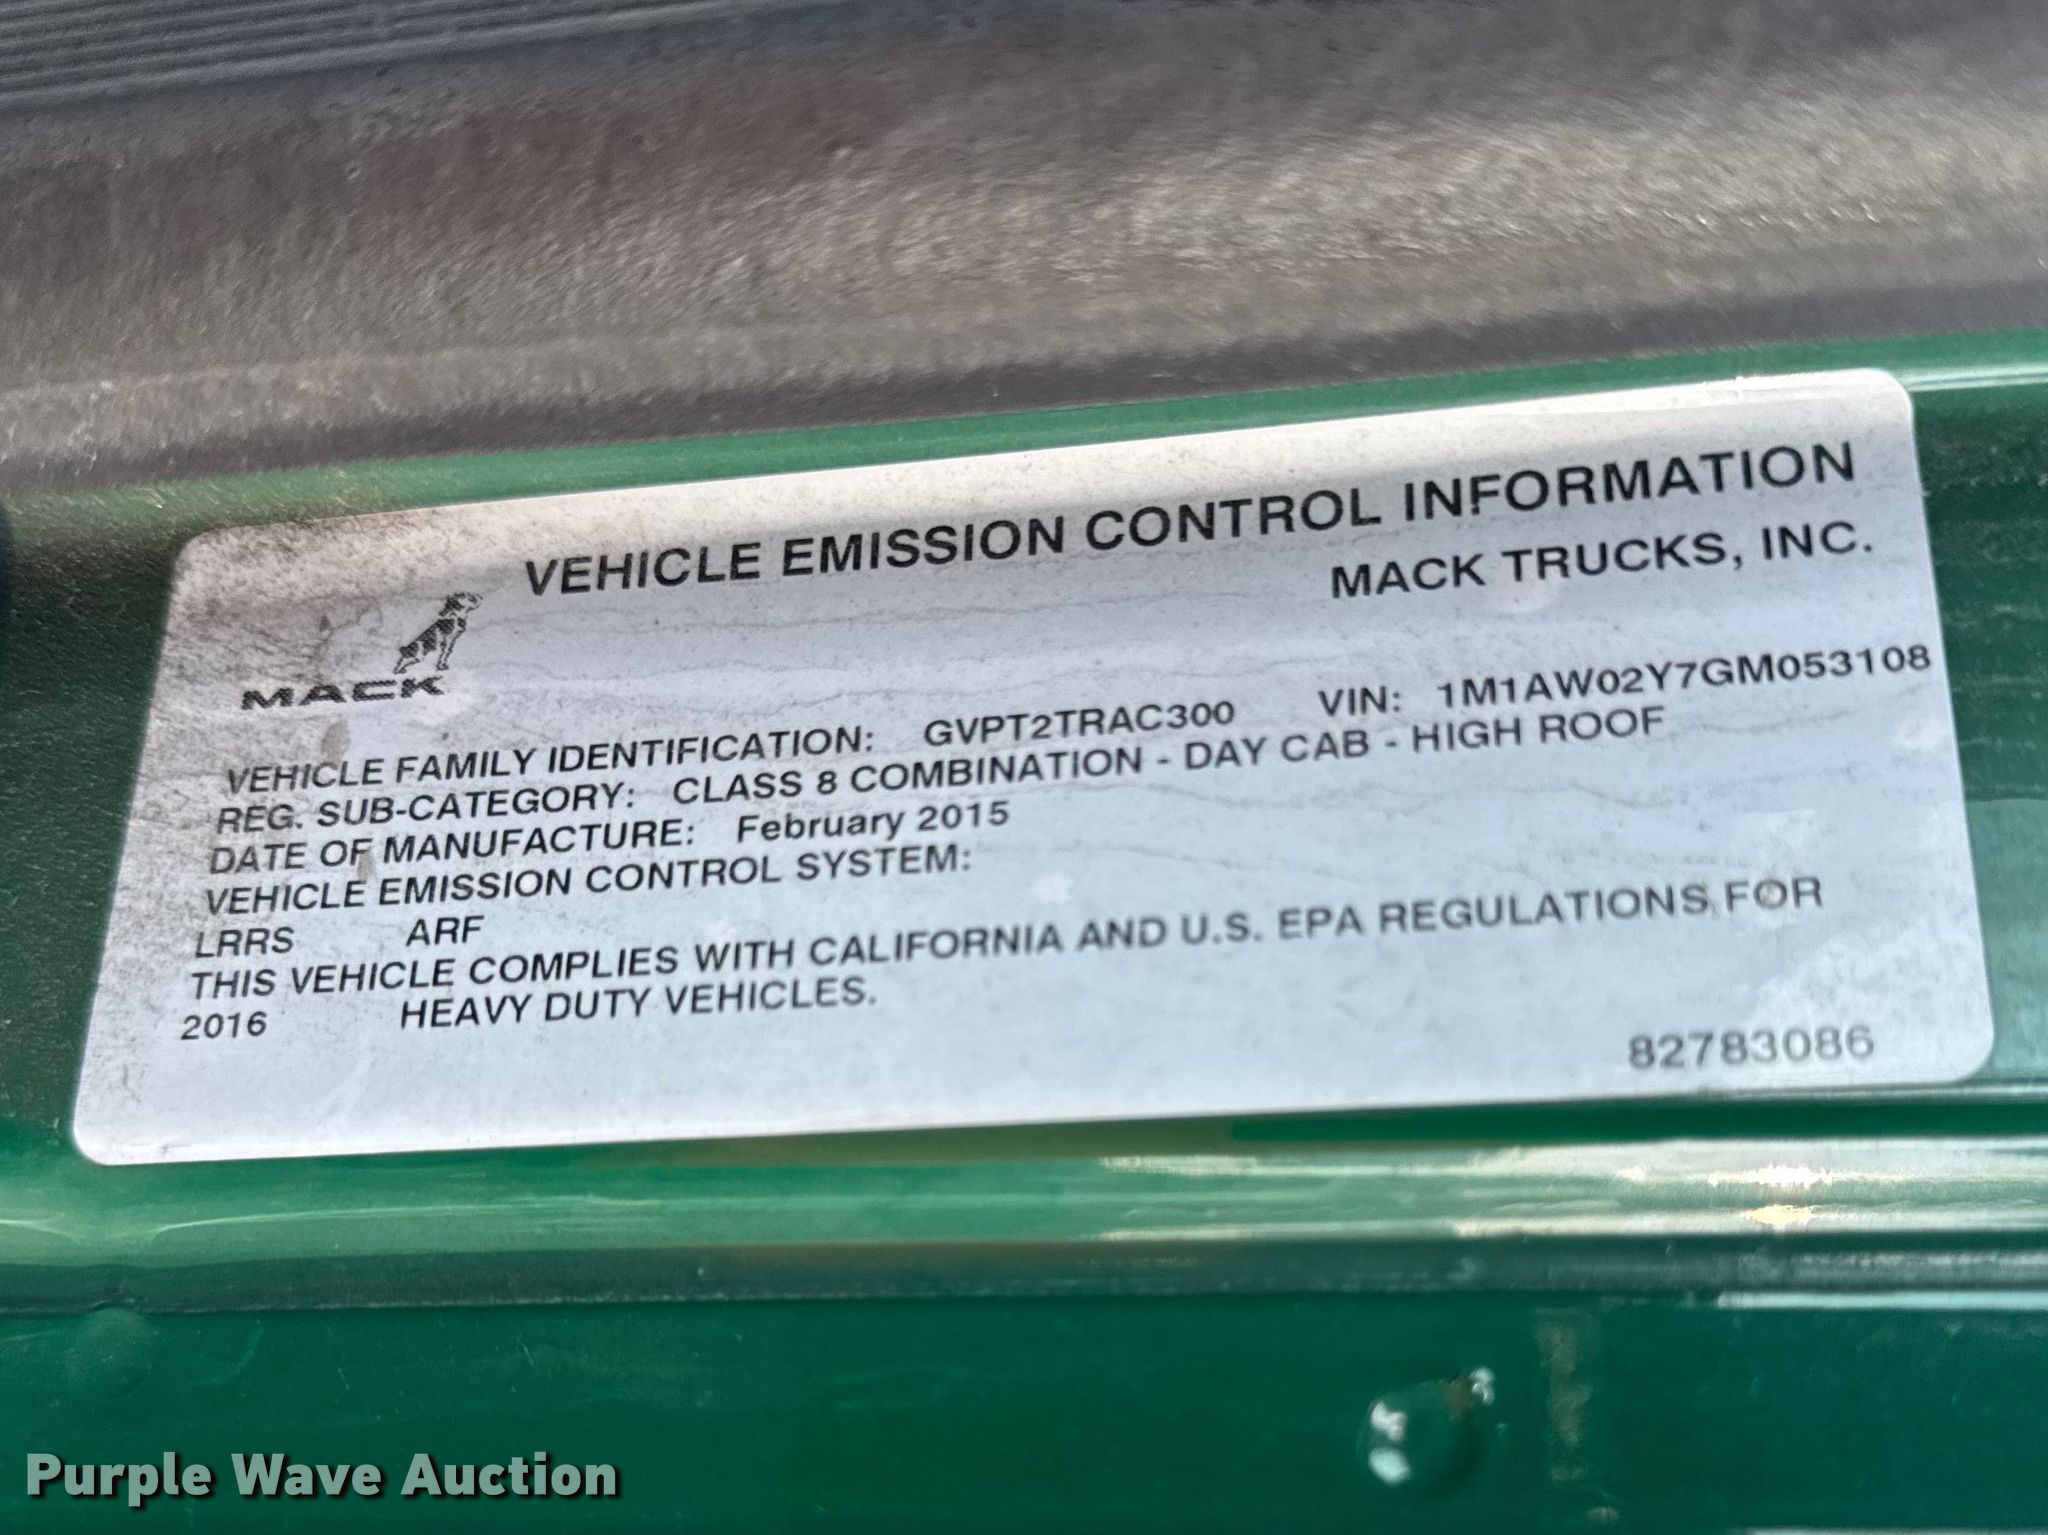 VEHICLE EMISSION CONTROL INFORMATION
MACK TRUCKS, INC.
MACK
VEHICLE FAMILY IDENTIFICATION: GVPT2TRAC300 VIN: 1M1AW02Y7GM053108
REG. SUB-CATEGORY: CLASS 8 COMBINATION - DAY CAB - HIGH ROOF
DATE OF MANUFACTURE: February 2015
VEHICLE EMISSION CONTROL SYSTEM:
LRRS ARF
THIS VEHICLE COMPLIES WITH CALIFORNIA AND U.S. EPA REGULATIONS FOR
2016 HEAVY DUTY VEHICLES.
82783086
Purple Wave Auction